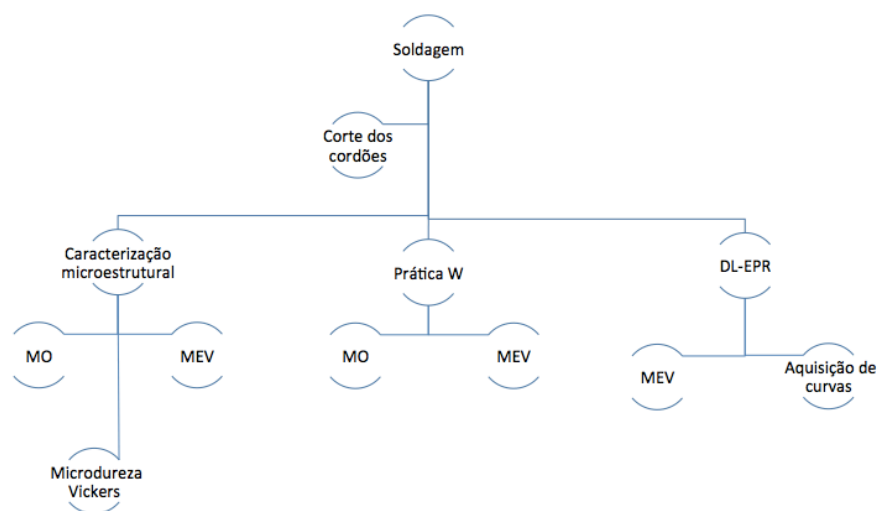 Soldagem
Corte dos
cordões
Caracterização
microestrutural
Prática W
DL-EPR
MO
MEV
MO
MEV
MEV
Aquisição de
curvas
Microdureza
Vickers